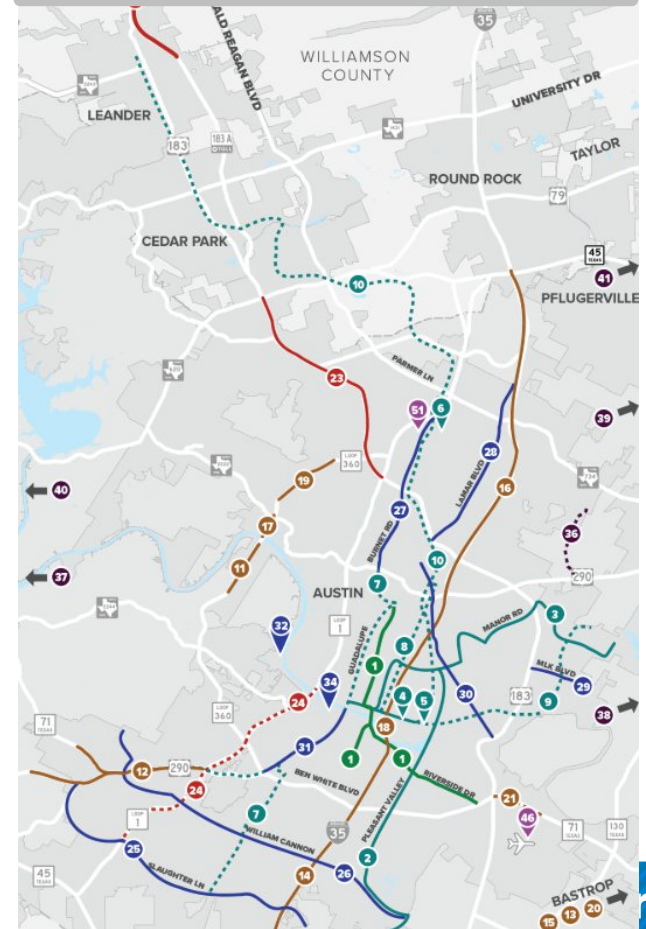 ALD REAGAN BLVD
35
WILLIAMSON
COUNTY
UNIVERSITY DR
LEANDER
183
183 A
TOLL
TAYLOR
ROUND ROCK
79
CEDAR PARK
45
TEXAS
41
10
PFLUGERVILLE
PARMER LN
23
51
6
39
LOOP
360
28
LAMAR BLVD
19
16
40
27
17
BURNET RD
36
11
10
290
37
7
AUSTIN
MANOR RD
3
32
LOOP
1
GUADALUPE
8
1
MLK BLVD
34
4
5
30
183
29
24
9
LOOP
360
38
71
TEXAS
18
31
1
1
12
290
BEN WHITE BLVD
RIVERSIDE DR
24
21
7
PLEASANT VALLEY
46
LOOP
1
35
71
TEXAS
130
TEXAS
WILLIAM CANNON
25
2
45
TEXAS
SLAUGHTER LN
14
26
BASTROP
15
13
20